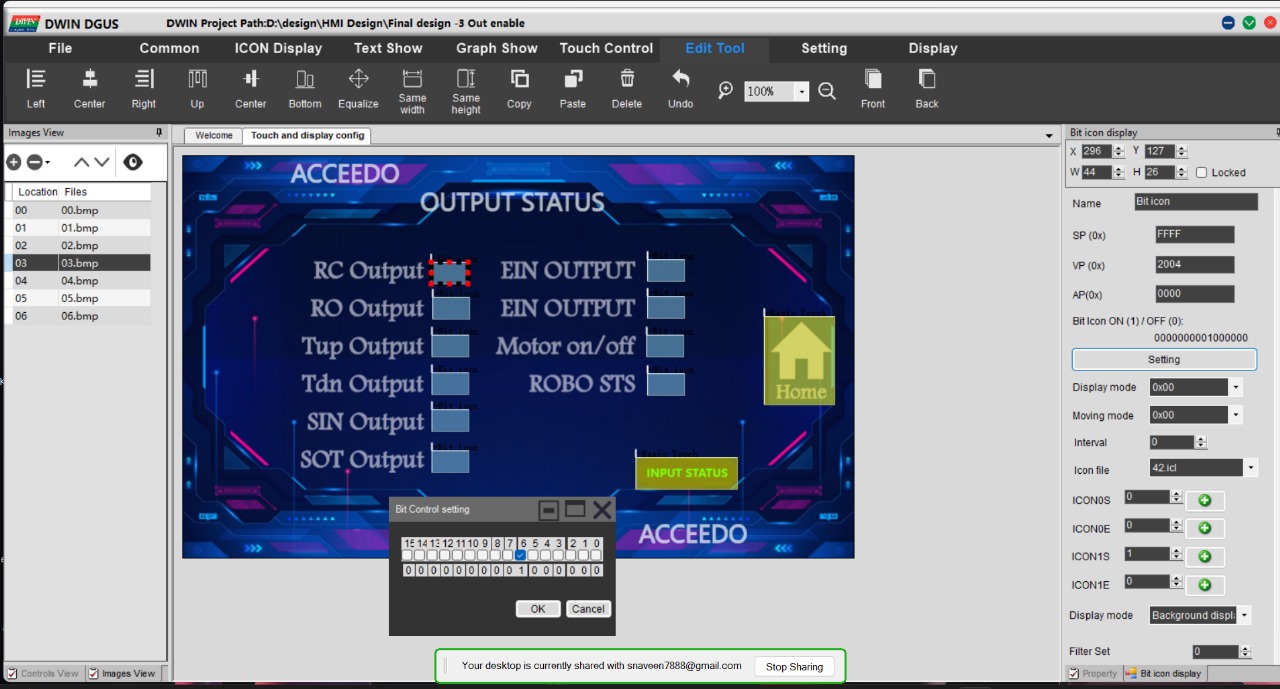 DWIN DGUS DWIN Project Path:D:\design\HMI Design\Final design -3 Out enable
File Common ICON Display Text Show Graph Show Touch Control Edit Tool Setting Display
Left Center Right Up Center Bottom Equalize Same width Same height Copy Paste Delete Undo 100% Front Back
Images View
Welcome Touch and display config
Location Files
00 00.bmp
01 01.bmp
02 02.bmp
03 03.bmp
04 04.bmp
05 05.bmp
06 06.bmp
ACCEEDO
OUTPUT STATUS
RC Output EIN OUTPUT
RO Output EIN OUTPUT
Tup Output Motor on/off
Tdn Output ROBO STS
SIN Output
SOT Output
Home
INPUT STATUS
ACCEEDO
Bit Control setting
15 14 13 12 11 10 9 8 7 6 5 4 3 2 1 0
0 0 0 0 0 0 0 0 0 1 0 0 0 0 0 0
OK Cancel
Your desktop is currently shared with snaveen7888@gmail.com Stop Sharing
Bit icon display
X 296 Y 127
W 44 H 26 Locked
Name Bit icon
SP (0x) FFFF
VP (0x) 2004
AP(0x) 0000
Bit Icon ON (1) / OFF (0):
0000000001000000
Setting
Display mode 0x00
Moving mode 0x00
Interval 0
Icon file 42.icl
ICON0S 0
ICON0E 0
ICON1S 1
ICON1E 0
Display mode Background displ
Filter Set 0
Controls View Images View
Property Bit icon display